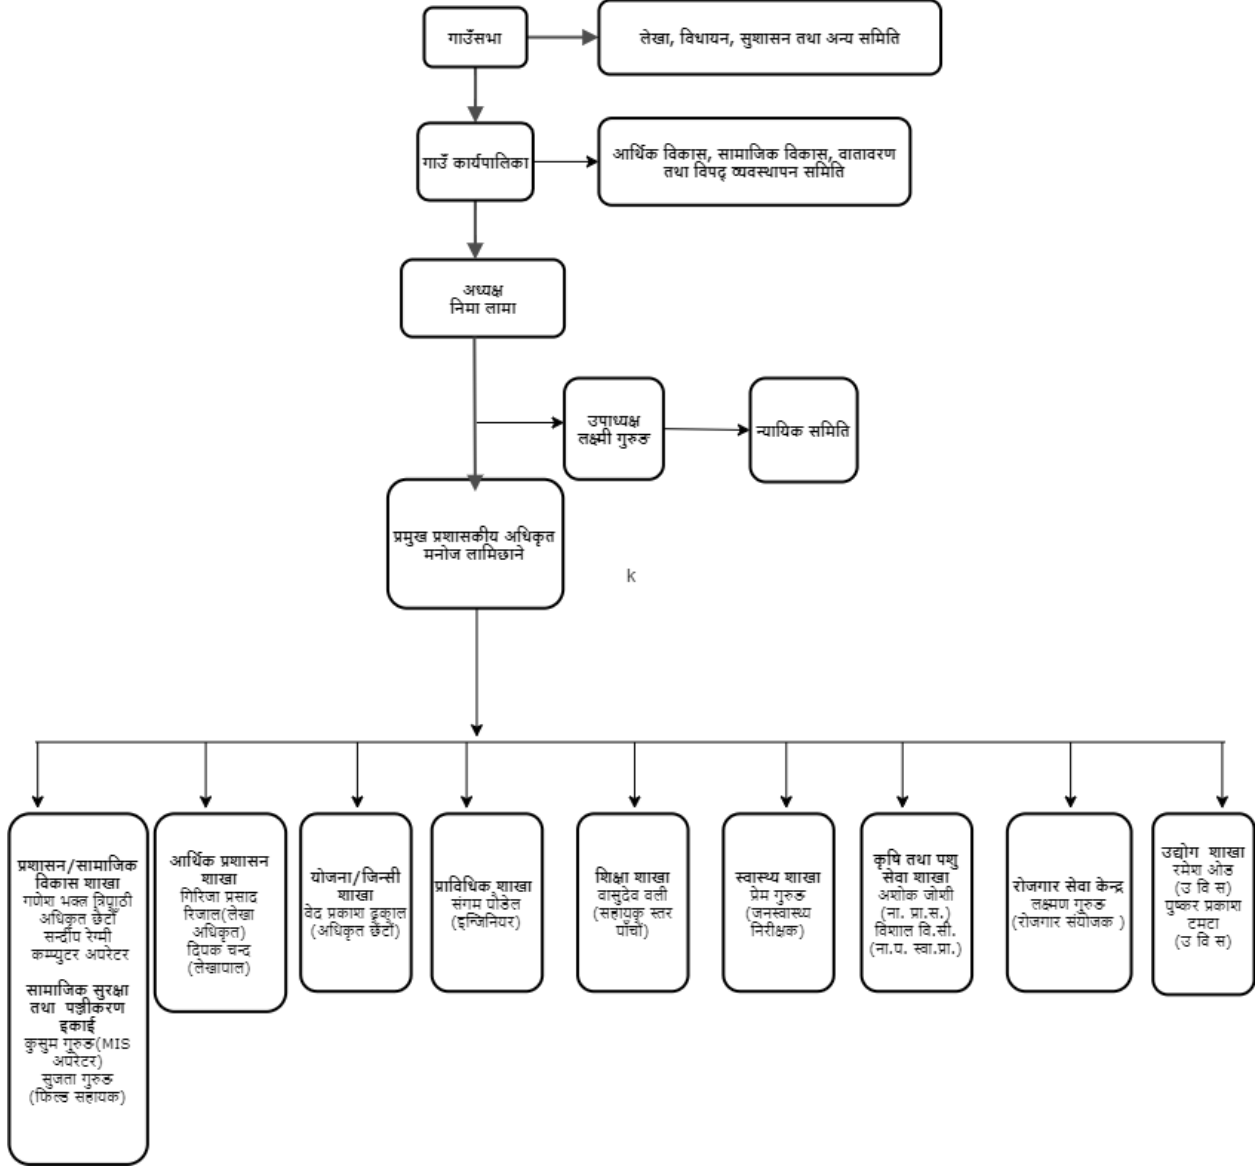 गाउँसभा
लेखा, विधायन, सुशासन तथा अन्य समिति
गाउँ कार्यपालिका
आर्थिक विकास, सामाजिक विकास, वातावरण
तथा विपद् व्यवस्थापन समिति
अध्यक्ष
निमा लामा
उपाध्यक्ष
लक्ष्मी गुरुङ
न्यायिक समिति
प्रमुख प्रशासकीय अधिकृत
मनोज लामिछाने
k
प्रशासन/सामाजिक
विकास शाखा
गणेश भक्त त्रिपाठी
अधिकृत छैटौँ
सन्दीप रेग्मी
कम्प्युटर अपरेटर
सामाजिक सुरक्षा
तथा पञ्जीकरण
इकाई
कुसुम गुरुङ(MIS
अपरेटर)
सुजता गुरुङ
(फिल्ड सहायक)
आर्थिक प्रशासन
शाखा
गिरिजा प्रसाद
रिजाल(लेखा
अधिकृत)
दिपक चन्द
(लेखापाल)
योजना/जिन्सी
शाखा
वेद प्रकाश ढकाल
(अधिकृत छैटौं)
प्राविधिक शाखा
संगम पौडेल
(इन्जिनियर)
शिक्षा शाखा
वासुदेव वली
(सहायक स्तर
पाँचौं)
स्वास्थ्य शाखा
प्रेम गुरुङ
(जनस्वास्थ्य
निरीक्षक)
कृषि तथा पशु
सेवा शाखा
अशोक जोशी
(ना. प्रा.स.)
विशाल वि.सी.
(ना.प. स्वा.प्रा.)
रोजगार सेवा केन्द्र
लक्ष्मण गुरुङ
(रोजगार संयोजक )
उद्योग शाखा
रमेश ओड
(उ वि स)
पुष्कर प्रकाश
टमटा
(उ वि स)